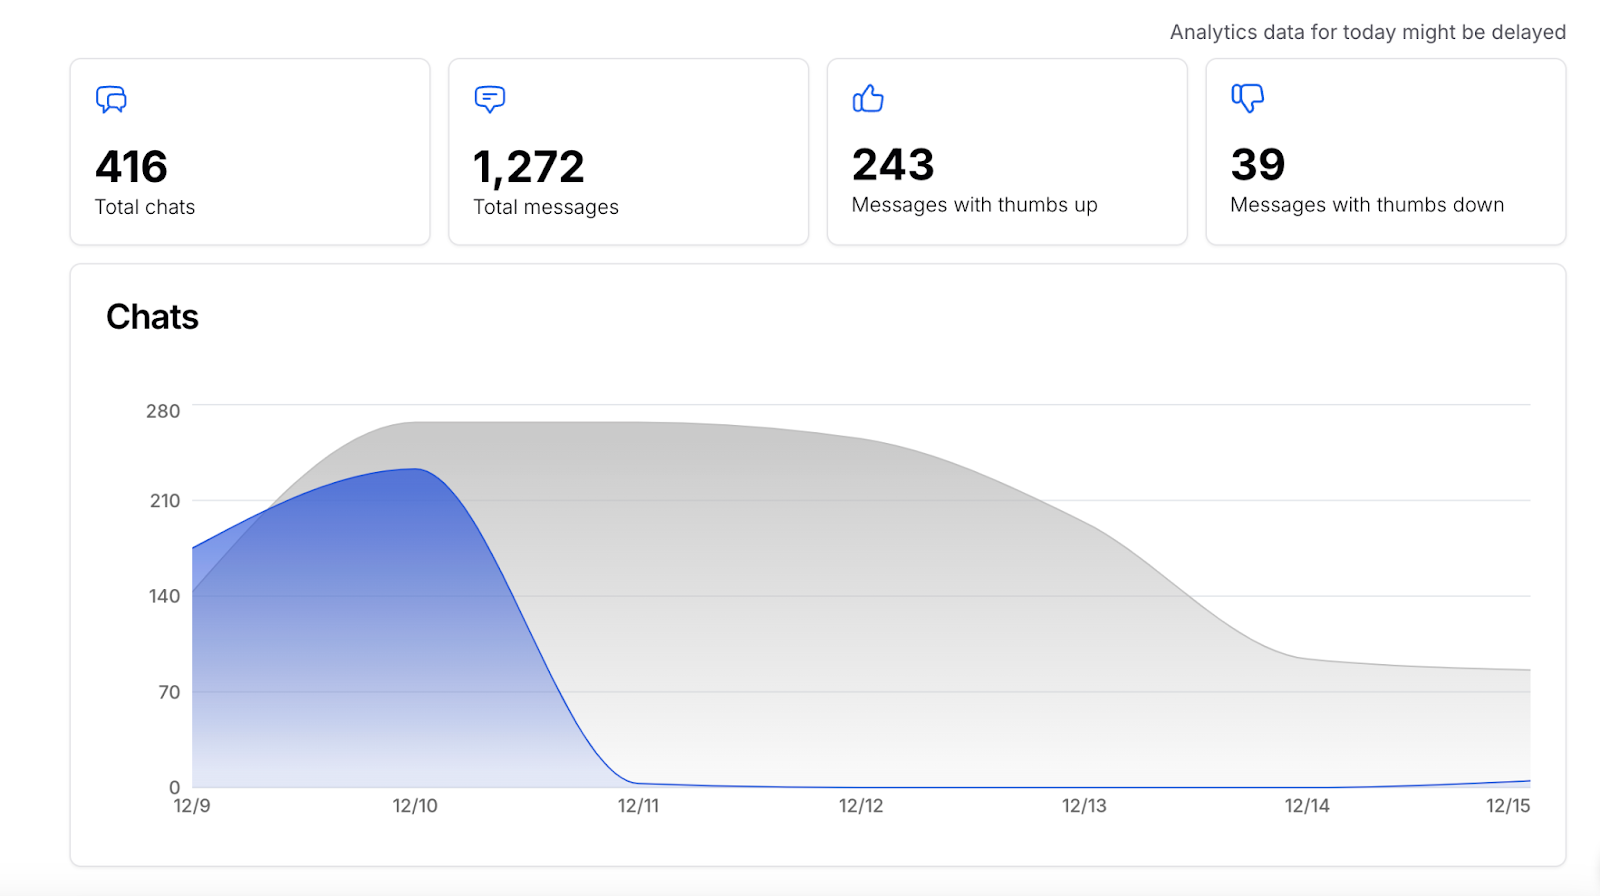 Analytics data for today might be delayed
416
Total chats
1,272
Total messages
243
Messages with thumbs up
39
Messages with thumbs down
Chats
280
210
140
70
0
12/9 12/10 12/11 12/12 12/13 12/14 12/15